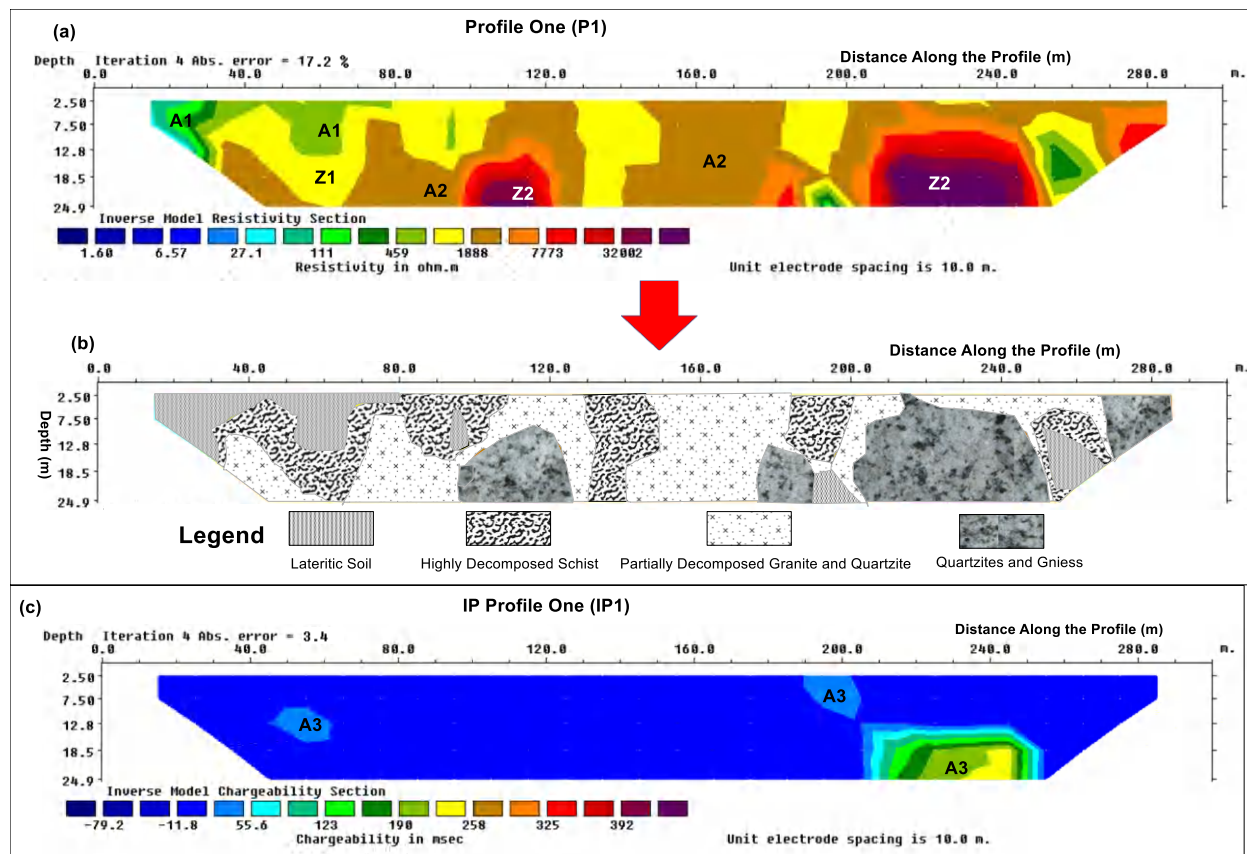 (a)
Profile One (P1)
Depth Iteration 4 Abs. error = 17.2 %
Distance Along the Profile (m)
0.0 40.0 80.0 120.0 160.0 200.0 240.0 280.0 m.
2.50
7.50
12.8
18.5
24.9
A1 A1 Z1 A2 Z2 A2 Z2
Inverse Model Resistivity Section
1.60 6.57 27.1 111 459 1888 7773 32002
Resistivity in ohm.m
Unit electrode spacing is 10.0 m.
(b)
Distance Along the Profile (m)
0.0 40.0 80.0 120.0 160.0 200.0 240.0 280.0 m.
Depth (m)
2.50
7.50
12.8
18.5
24.9
Legend
Lateritic Soil Highly Decomposed Schist Partially Decomposed Granite and Quartzite Quartzites and Gniess
(c)
IP Profile One (IP1)
Depth Iteration 4 Abs. error = 3.4
Distance Along the Profile (m)
0.0 40.0 80.0 120.0 160.0 200.0 240.0 280.0 m.
2.50
7.50
12.8
18.5
24.9
A3 A3 A3
Inverse Model Chargeability Section
-79.2 -11.8 55.6 123 190 258 325 392
Chargeability in msec
Unit electrode spacing is 10.0 m.